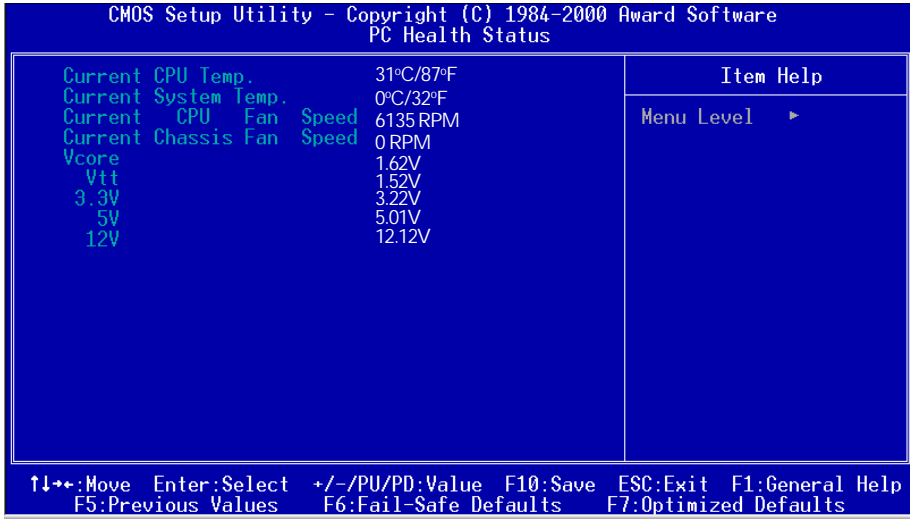 CMOS Setup Utility – Copyright (C) 1984–2000 Award Software
PC Health Status
Current CPU Temp. 31°C/87°F
Current System Temp. 0°C/32°F
Current CPU Fan Speed 6135 RPM
Current Chassis Fan Speed 0 RPM
Vcore 1.62V
Vtt 1.52V
3.3V 3.22V
5V 5.01V
12V 12.12V
Item Help
Menu Level ►
↑↓→←:Move Enter:Select +/-/PU/PD:Value F10:Save ESC:Exit F1:General Help
F5:Previous Values F6:Fail-Safe Defaults F7:Optimized Defaults